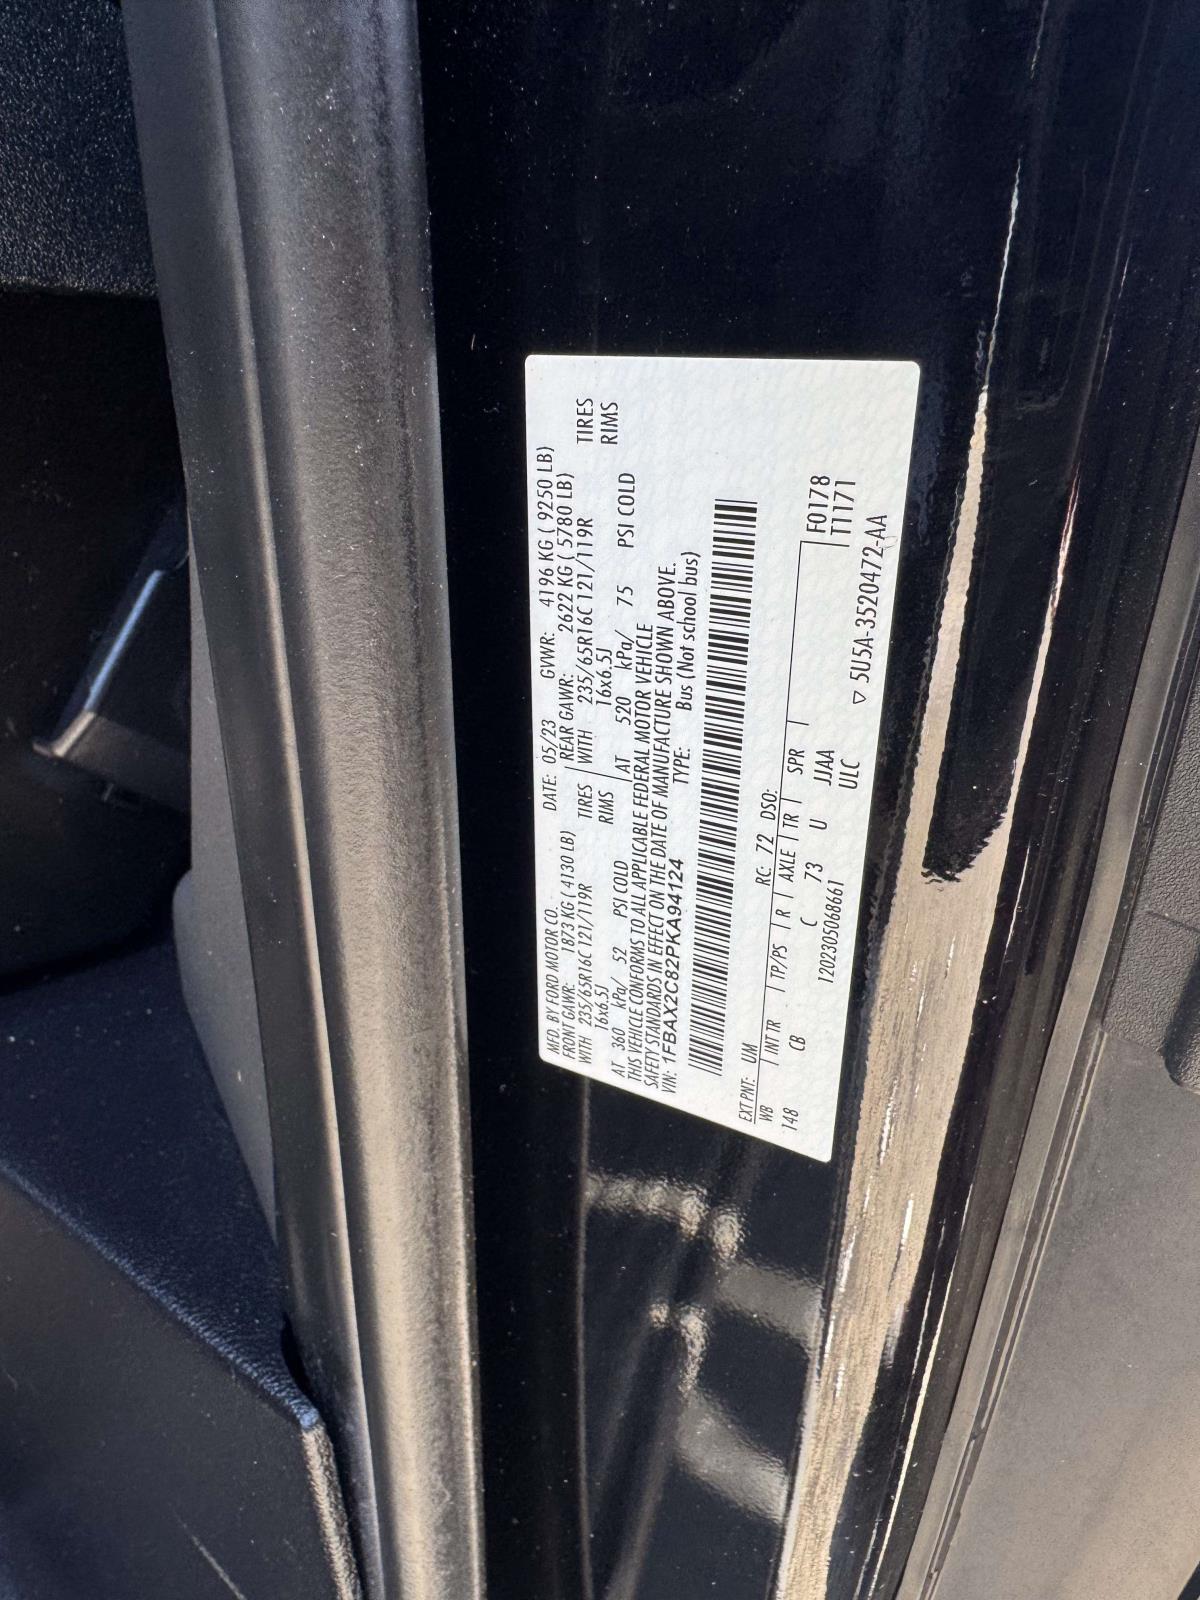 MFD. BY FORD MOTOR CO.
DATE: 05/23 GVWR: 4196 KG ( 9250 LB)
FRONT GAWR: 1873 KG ( 4130 LB) REAR GAWR: 2622 KG ( 5780 LB)
WITH 235/65R16C 121/119R TIRES WITH 235/65R16C 121/119R TIRES
16x6.5J RIMS 16x6.5J RIMS
AT 360 kPa/ 52 PSI COLD AT 520 kPa/ 75 PSI COLD
THIS VEHICLE CONFORMS TO ALL APPLICABLE FEDERAL MOTOR VEHICLE
SAFETY STANDARDS IN EFFECT ON THE DATE OF MANUFACTURE SHOWN ABOVE.
VIN: 1FBAX2C82PKA94124 TYPE: Bus (Not school bus)
EXT PNT: UM RC: 72 DSO:
WB INT TR TP/PS R AXLE TR SPR F0178
148 CB C 73 U JJAA T1171
120230506866​1 ULC
▽ 5U5A-3520472-AA